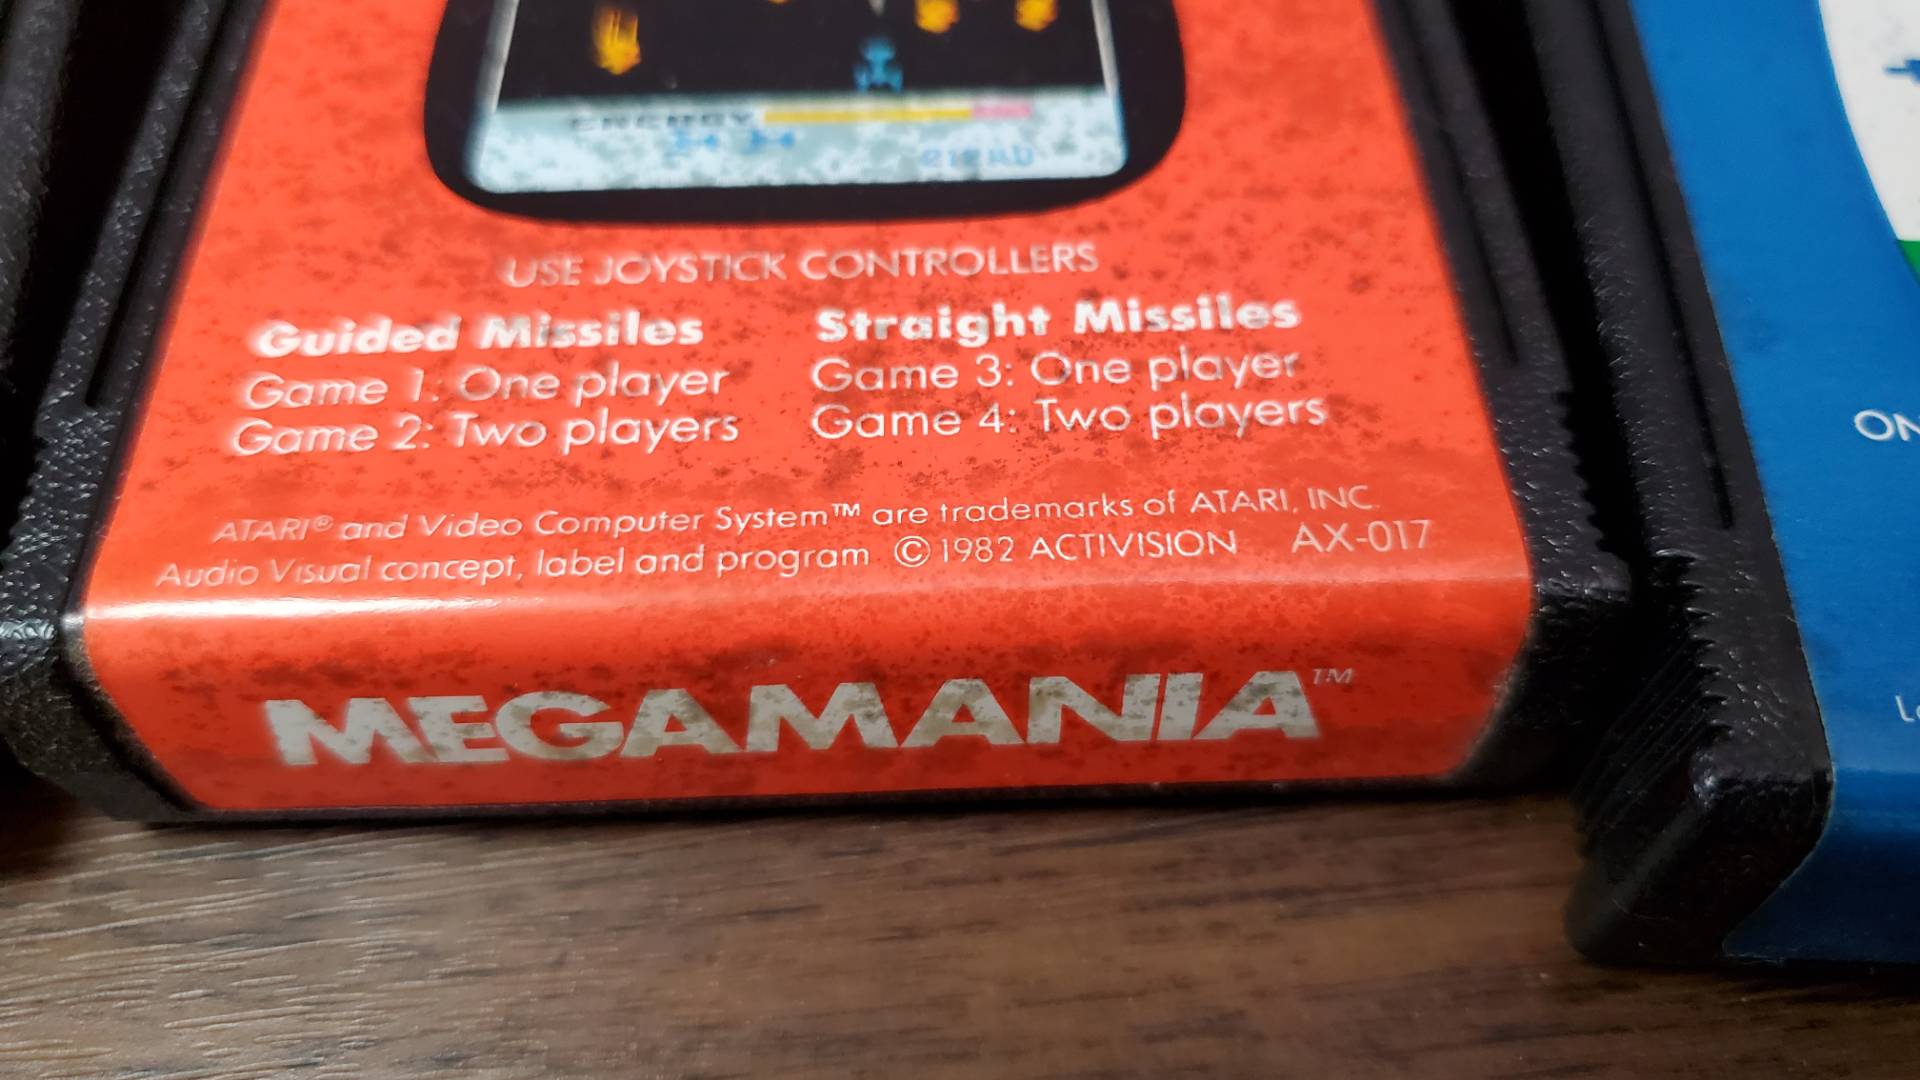 ENERGY
USE JOYSTICK CONTROLLERS
Guided Missiles
Game 1: One player
Game 2: Two players
Straight Missiles
Game 3: One player
Game 4: Two players
ATARI® and Video Computer System™ are trademarks of ATARI, INC.
Audio Visual concept, label and program © 1982 ACTIVISION AX-017
MEGAMANIA™
ON